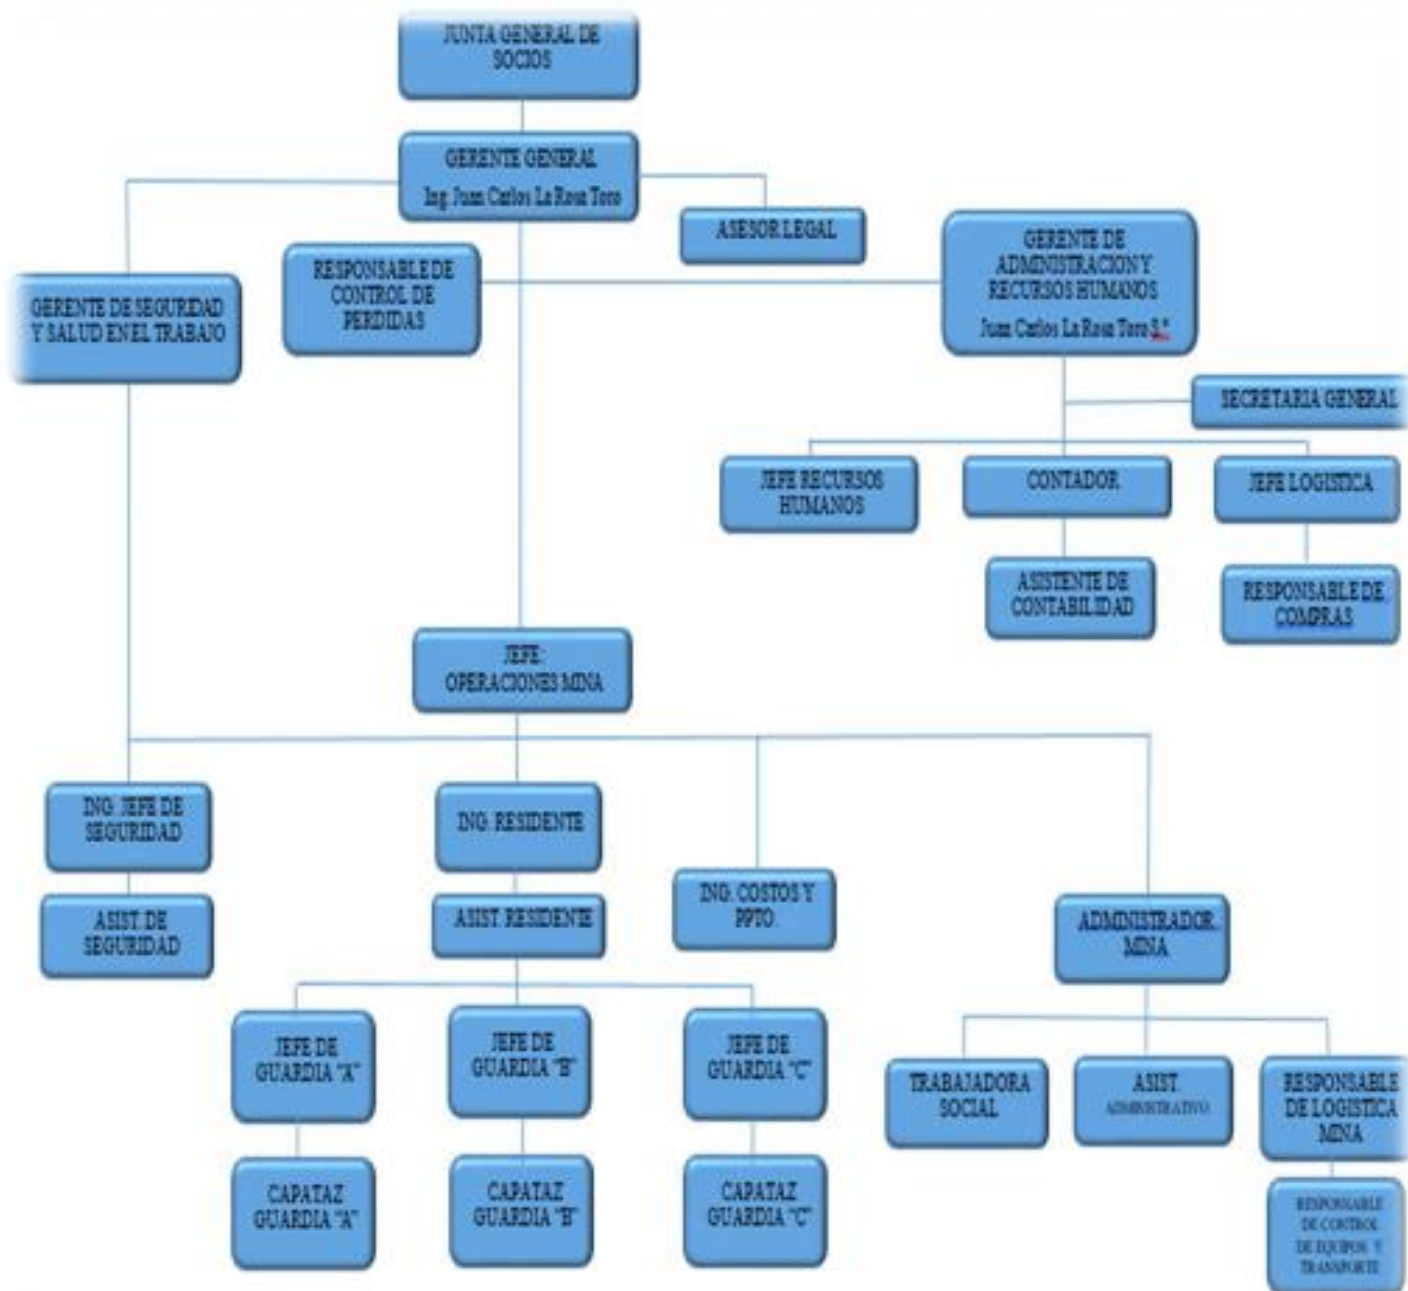 JUNTA GENERAL DE
SOCIOS
GERENTE GENERAL
Ing. Juan Carlos La Rosa Toro
ASESOR LEGAL
GERENTE DE
ADMINISTRACION Y
RECURSOS HUMANOS
Juan Carlos La Rosa Toro S.
RESPONSABLE DE
CONTROL DE
PERDIDAS
GERENTE DE SEGURIDAD
Y SALUD EN EL TRABAJO
SECRETARIA GENERAL
JEFE RECURSOS
HUMANOS
CONTADOR
JEFE LOGISTICA
ASISTENTE DE
CONTABILIDAD
RESPONSABLE DE
COMPRAS
JEFE
OPERACIONES MINA
ING. JEFE DE
SEGURIDAD
ING. RESIDENTE
ING. COSTOS Y
PPTO.
ASIST. DE
SEGURIDAD
ASIST. RESIDENTE
ADMINISTRADOR
MINA
JEFE DE
GUARDIA "A"
JEFE DE
GUARDIA "B"
JEFE DE
GUARDIA "C"
TRABAJADORA
SOCIAL
ASIST.
ADMINISTRATIVO
RESPONSABLE
DE LOGISTICA
MINA
CAPATAZ
GUARDIA "A"
CAPATAZ
GUARDIA "B"
CAPATAZ
GUARDIA "C"
RESPONSABLE
DE CONTROL
DE EQUIPOS Y
TRANSPORTE